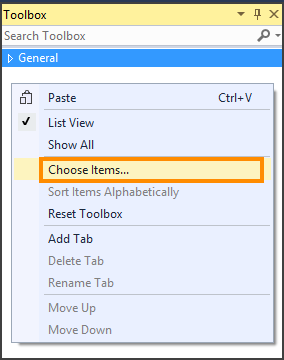 Toolbox
Search Toolbox
General
Paste Ctrl+V
List View
Show All
Choose Items...
Sort Items Alphabetically
Reset Toolbox
Add Tab
Delete Tab
Rename Tab
Move Up
Move Down